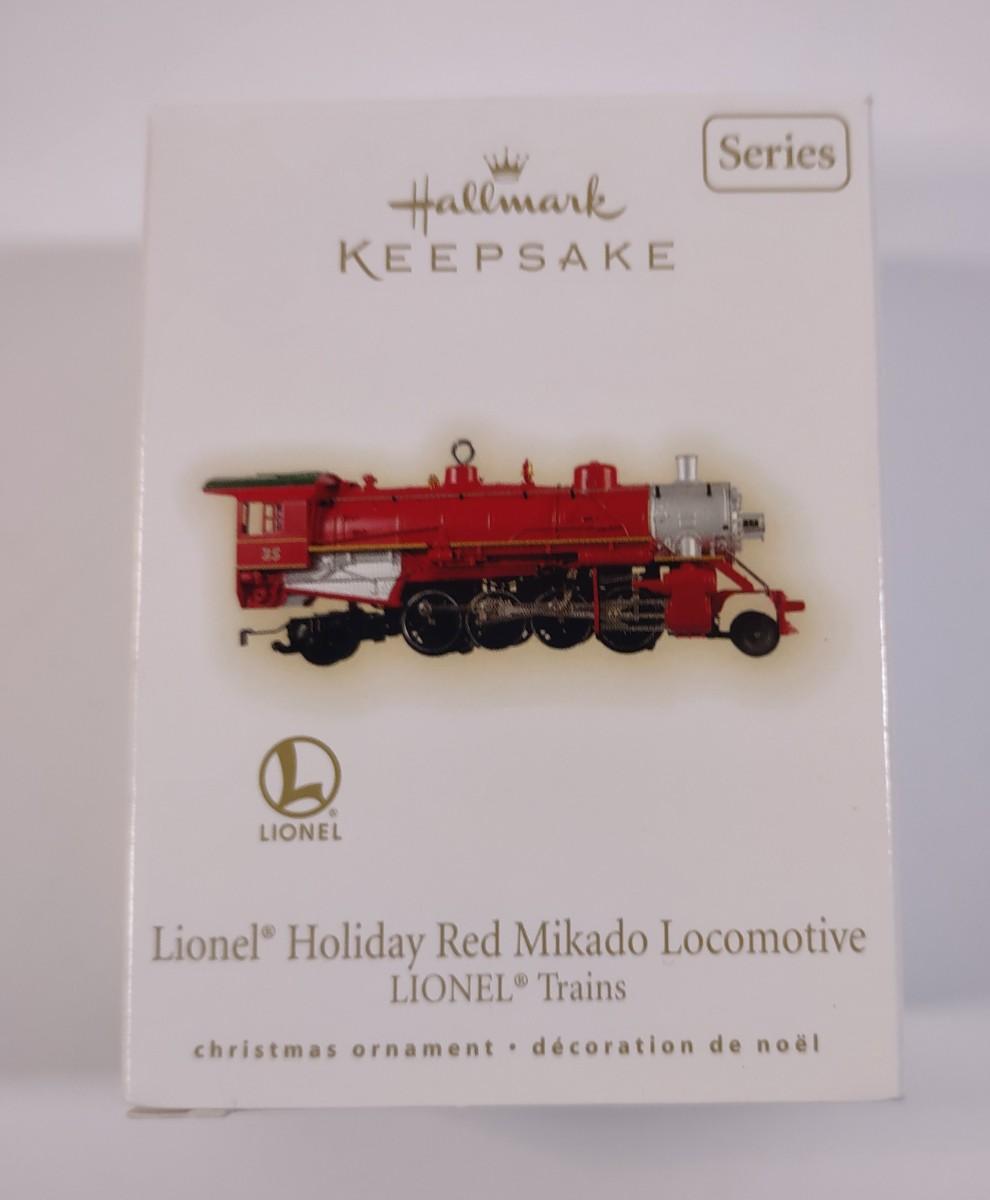 Series
Hallmark
KEEPSAKE
35
L
LIONEL®
Lionel® Holiday Red Mikado Locomotive
LIONEL® Trains
christmas ornament • décoration de noël